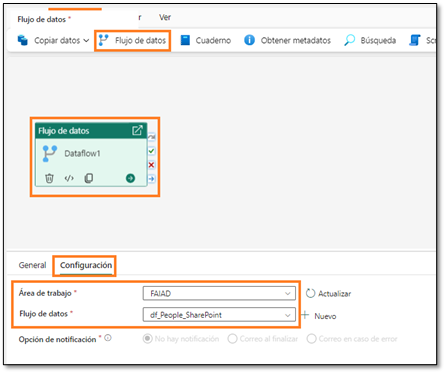 Flujo de datos * r Ver
Copiar datos Flujo de datos Cuaderno Obtener metadatos Búsqueda Scr
Flujo de datos
Dataflow1
General Configuración
Área de trabajo * FAIAD Actualizar
Flujo de datos * df_People_SharePoint Nuevo
Opción de notificación * No hay notificación Correo al finalizar Correo en caso de error